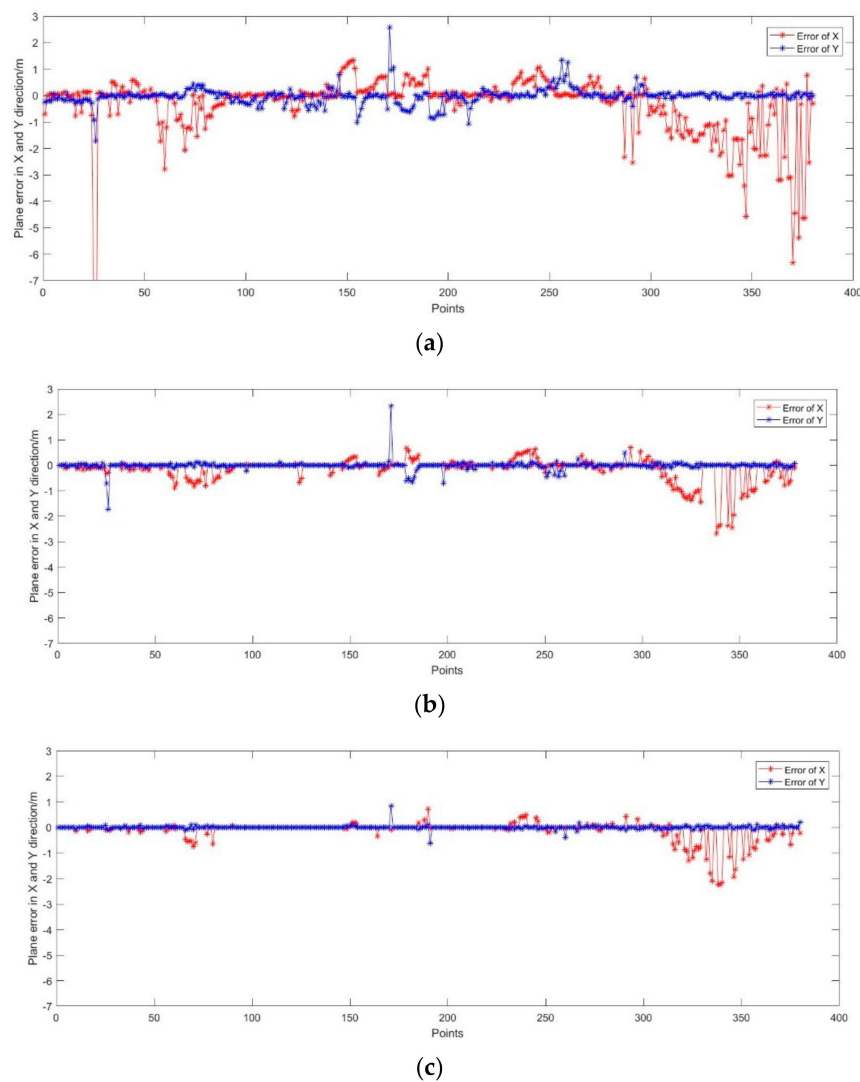 3
2
1
0
-1
-2
-3
-4
-5
-6
-7
Plane error in X and Y direction/m
Error of X
Error of Y
0 50 100 150 200 250 300 350 400
Points
(a)
3
2
1
0
-1
-2
-3
-4
-5
-6
-7
Plane error in X and Y direction/m
Error of X
Error of Y
0 50 100 150 200 250 300 350 400
Points
(b)
3
2
1
0
-1
-2
-3
-4
-5
-6
-7
Plane error in X and Y direction/m
Error of X
Error of Y
0 50 100 150 200 250 300 350 400
Points
(c)